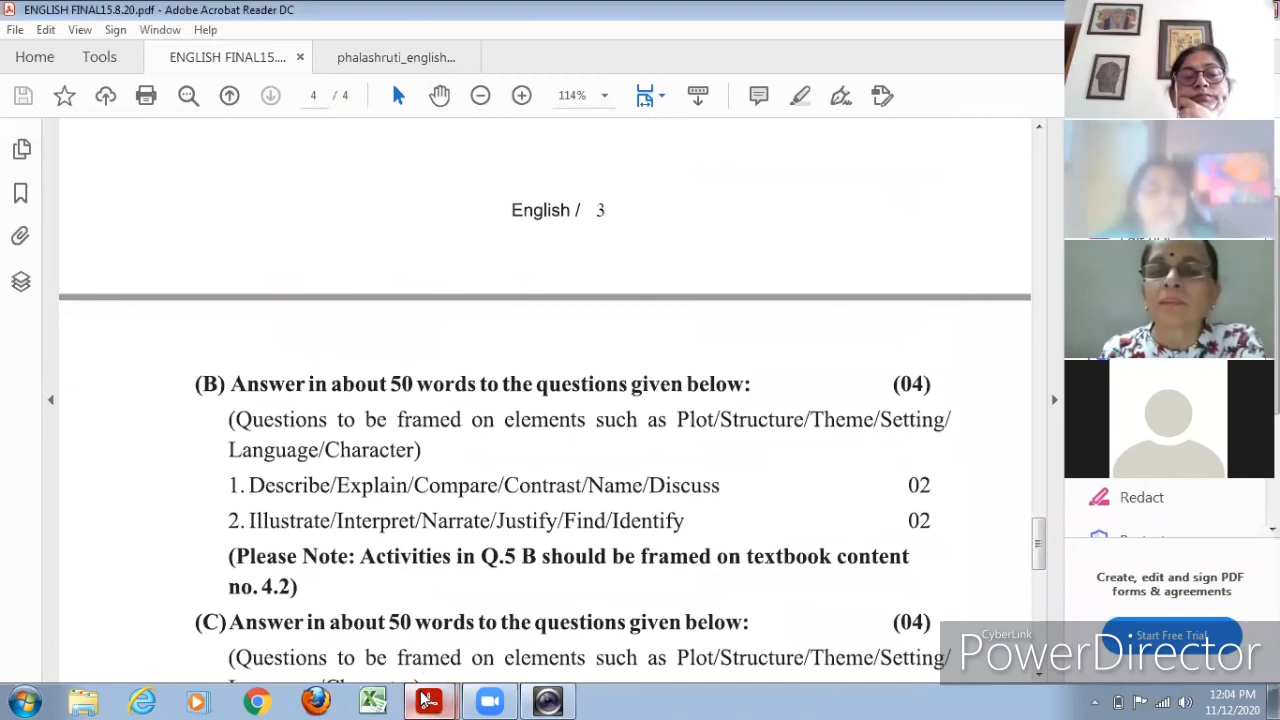 ENGLISH FINAL15.8.20.pdf - Adobe Acrobat Reader DC
File Edit View Sign Window Help
Home Tools ENGLISH FINAL15.... × phalashruti_english...
4 / 4 114%
English / 3
(B) Answer in about 50 words to the questions given below: (04)
(Questions to be framed on elements such as Plot/Structure/Theme/Setting/
Language/Character)
1. Describe/Explain/Compare/Contrast/Name/Discuss 02
2. Illustrate/Interpret/Narrate/Justify/Find/Identify 02
(Please Note: Activities in Q.5 B should be framed on textbook content
no. 4.2)
(C) Answer in about 50 words to the questions given below: (04)
(Questions to be framed on elements such as Plot/Structure/Theme/Setting/
Redact
Create, edit and sign PDF
forms & agreements
Start Free Trial
CyberLink
PowerDirector
12:04 PM
11/12/2020